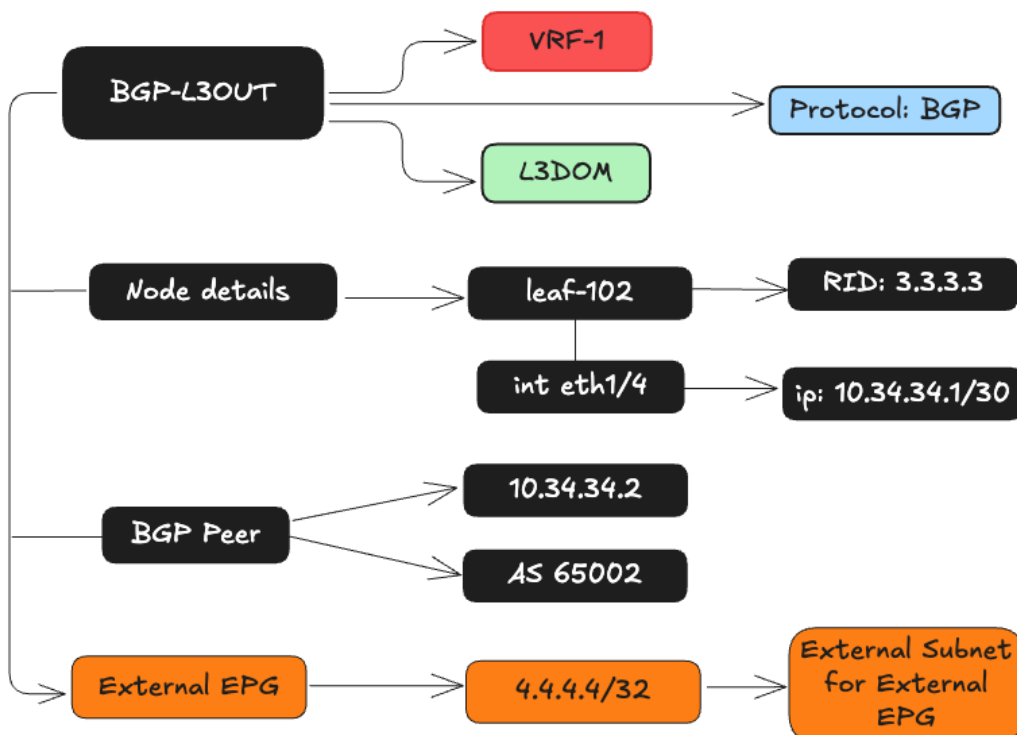 VRF-1
BGP-L3OUT
Protocol: BGP
L3DOM
Node details
leaf-102
RID: 3.3.3.3
int eth1/4
ip: 10.34.34.1/30
10.34.34.2
BGP Peer
AS 65002
External EPG
4.4.4.4/32
External Subnet
for External
EPG